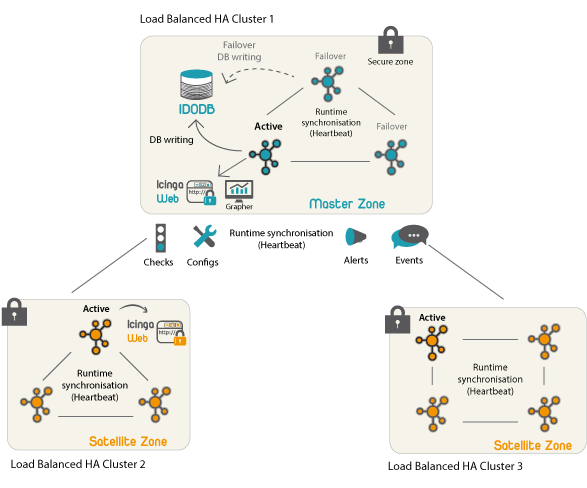 Load Balanced HA Cluster 1
Failover
DB writing
Failover
Secure zone
IDODB
Runtime
synchronisation
(Heartbeat)
Active
Failover
DB writing
Icinga
Web
http://
Grapher
Master Zone
Checks
Configs
Runtime synchronisation
(Heartbeat)
Alerts
Events
Active
Icinga
Web
http://
Runtime
synchronisation
(Heartbeat)
Satellite Zone
Load Balanced HA Cluster 2
Active
Runtime
synchronisation
(Heartbeat)
Satellite Zone
Load Balanced HA Cluster 3